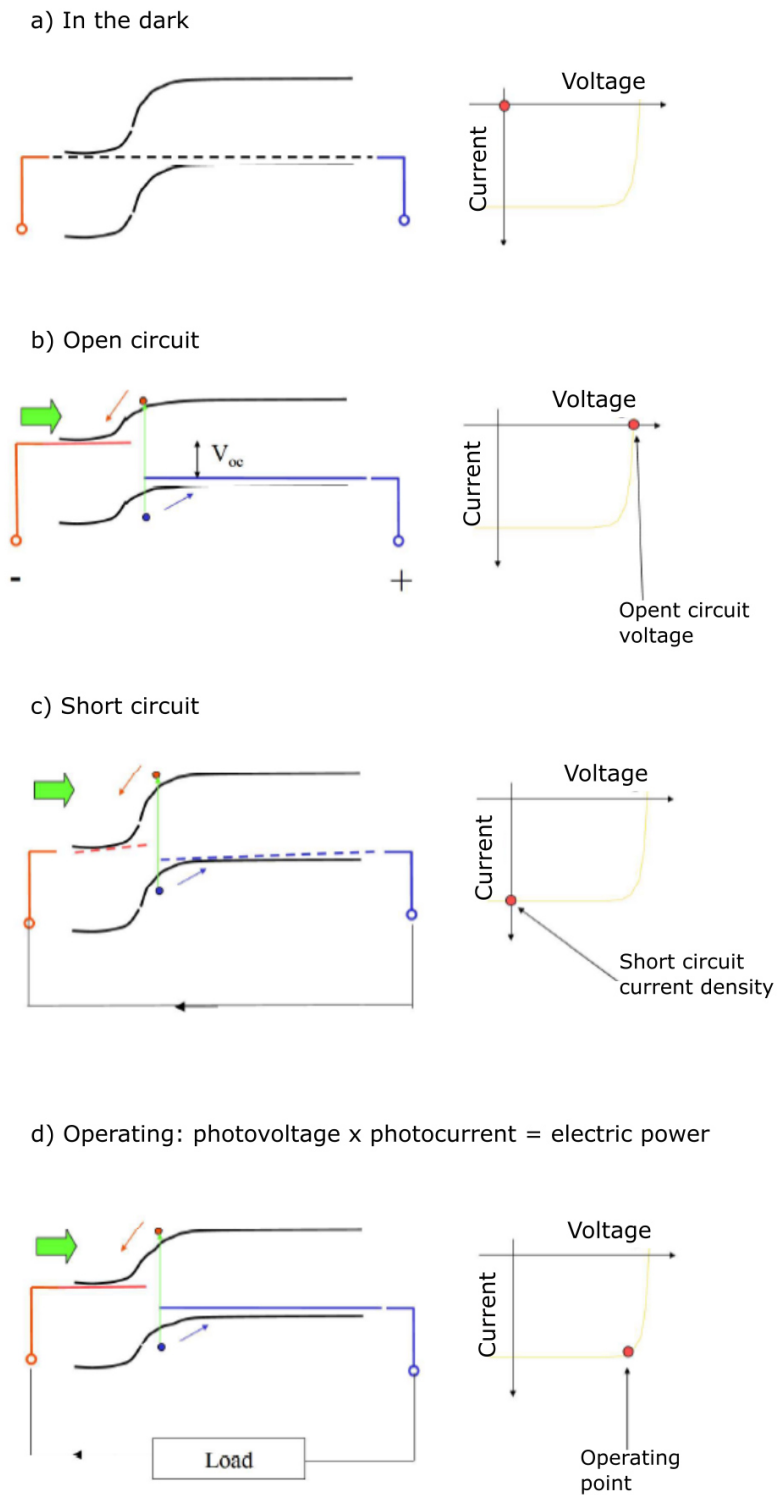 a) In the dark
Voltage
Current
b) Open circuit
Voltage
Current
Voc
-
+
Opent circuit
voltage
c) Short circuit
Voltage
Current
Short circuit
current density
d) Operating: photovoltage x photocurrent = electric power
Voltage
Current
Load
Operating
point